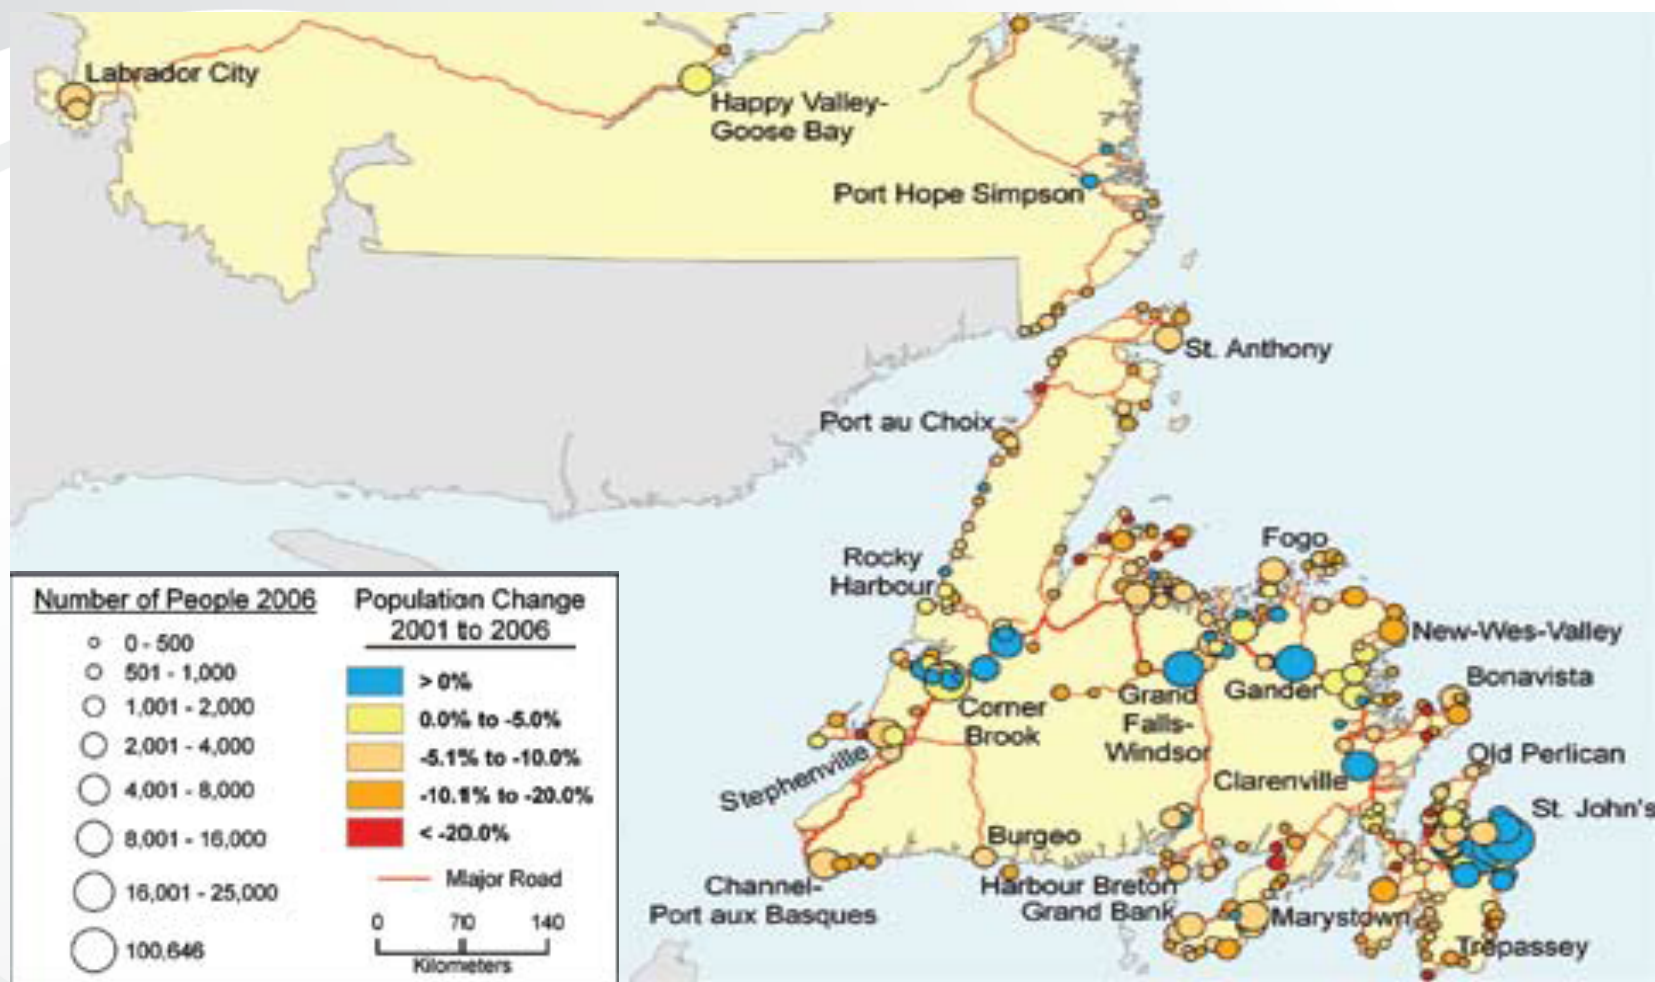 Labrador City
Happy Valley-
Goose Bay
Port Hope Simpson
St. Anthony
Port au Choix
Rocky
Harbour
Fogo
New-Wes-Valley
Bonavista
Corner
Brook
Grand
Falls-
Windsor
Gander
Stephenville
Clarenville
Old Perlican
St. John's
Burgeo
Channel-
Port aux Basques
Harbour Breton
Grand Bank
Marystown
Trepassey
Number of People 2006
0 - 500
501 - 1,000
1,001 - 2,000
2,001 - 4,000
4,001 - 8,000
8,001 - 16,000
16,001 - 25,000
100,646
Population Change
2001 to 2006
> 0%
0.0% to -5.0%
-5.1% to -10.0%
-10.1% to -20.0%
< -20.0%
Major Road
0 70 140
Kilometers